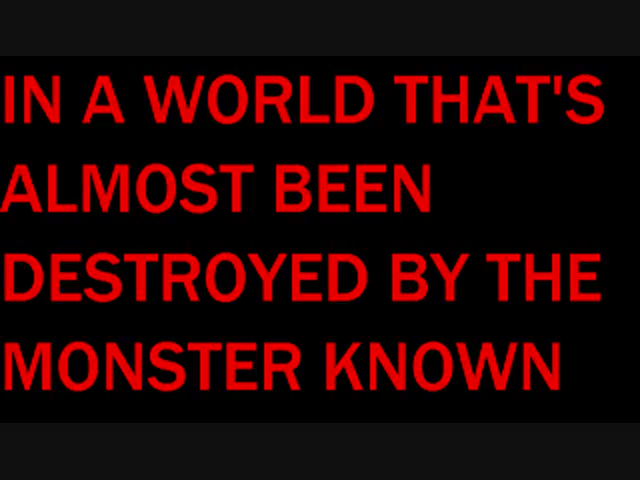 IN A WORLD THAT'S
ALMOST BEEN
DESTROYED BY THE
MONSTER KNOWN